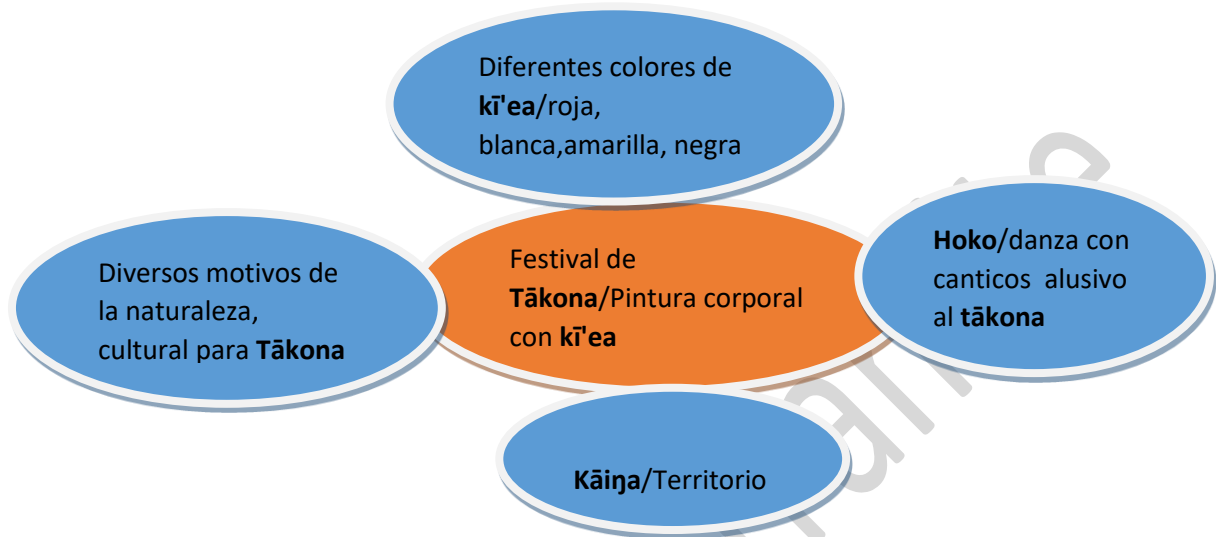 Diferentes colores de
kī'ea/roja,
blanca,amarilla, negra
Diversos motivos de
la naturaleza,
cultural para Tākona
Festival de
Tākona/Pintura corporal
con kī'ea
Hoko/danza con
canticos alusivo
al tākona
Kāiŋa/Territorio